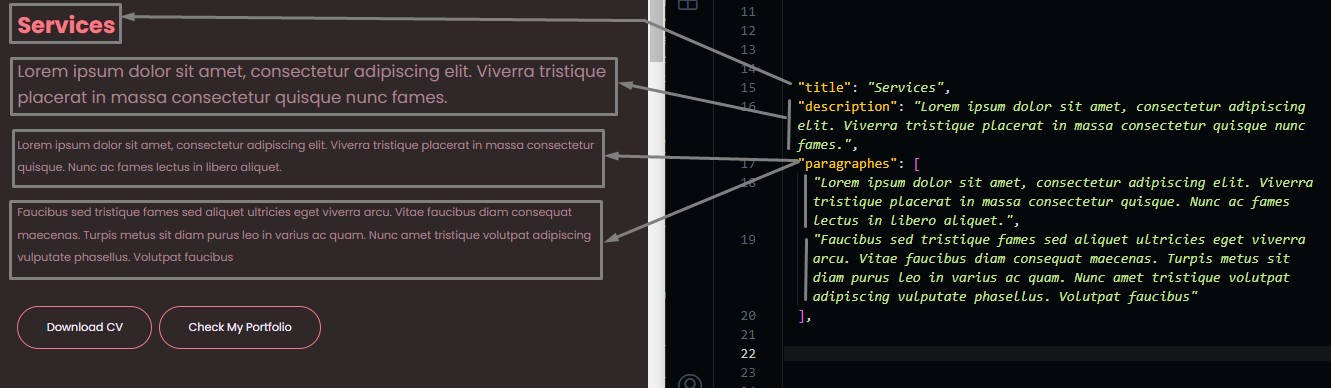 Services
Lorem ipsum dolor sit amet, consectetur adipiscing elit. Viverra tristique
placerat in massa consectetur quisque nunc fames.
Lorem ipsum dolor sit amet, consectetur adipiscing elit. Viverra tristique placerat in massa consectetur
quisque. Nunc ac fames lectus in libero aliquet.
Faucibus sed tristique fames sed aliquet ultricies eget viverra arcu. Vitae faucibus diam consequat
maecenas. Turpis metus sit diam purus leo in varius ac quam. Nunc amet tristique volutpat adipiscing
vulputate phasellus. Volutpat faucibus
Download CV
Check My Portfolio
11
12
13
14
15 "title": "Services",
16 "description": "Lorem ipsum dolor sit amet, consectetur adipiscing
elit. Viverra tristique placerat in massa consectetur quisque nunc
fames.",
17 "paragraphes": [
18 "Lorem ipsum dolor sit amet, consectetur adipiscing elit. Viverra
tristique placerat in massa consectetur quisque. Nunc ac fames
lectus in libero aliquet.",
19 "Faucibus sed tristique fames sed aliquet ultricies eget viverra
arcu. Vitae faucibus diam consequat maecenas. Turpis metus sit
diam purus leo in varius ac quam. Nunc amet tristique volutpat
adipiscing vulputate phasellus. Volutpat faucibus"
20 ],
21
22
23